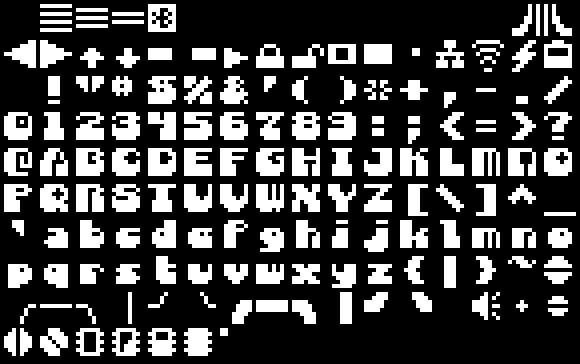 ! " # $ % & ' ( ) * + , - . /
0 1 2 3 4 5 6 7 8 9 : ; < = > ?
@ A B C D E F G H I J K L M N O
P Q R S T U V W X Y Z [ \ ] ^ _
` a b c d e f g h i j k l m n o
p q r s t u v w x y z { | } ~